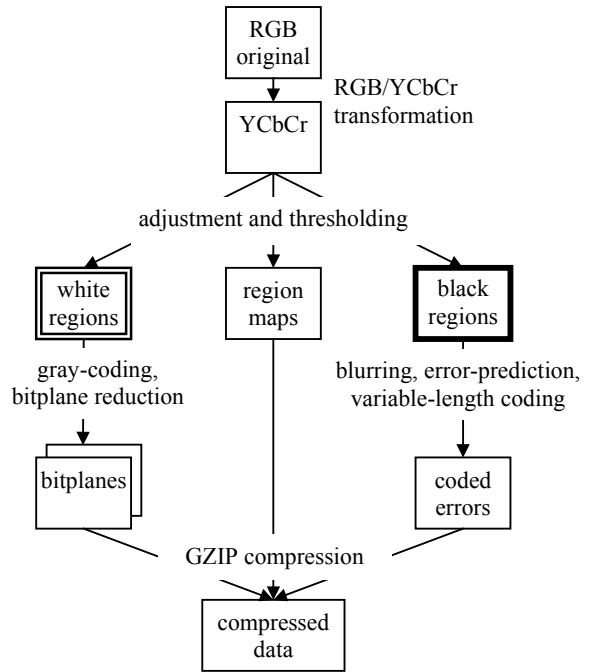 RGB
original
RGB/YCbCr
transformation
YCbCr
adjustment and thresholding
white
regions
region
maps
black
regions
gray-coding,
bitplane reduction
blurring, error-prediction,
variable-length coding
bitplanes
coded
errors
GZIP compression
compressed
data